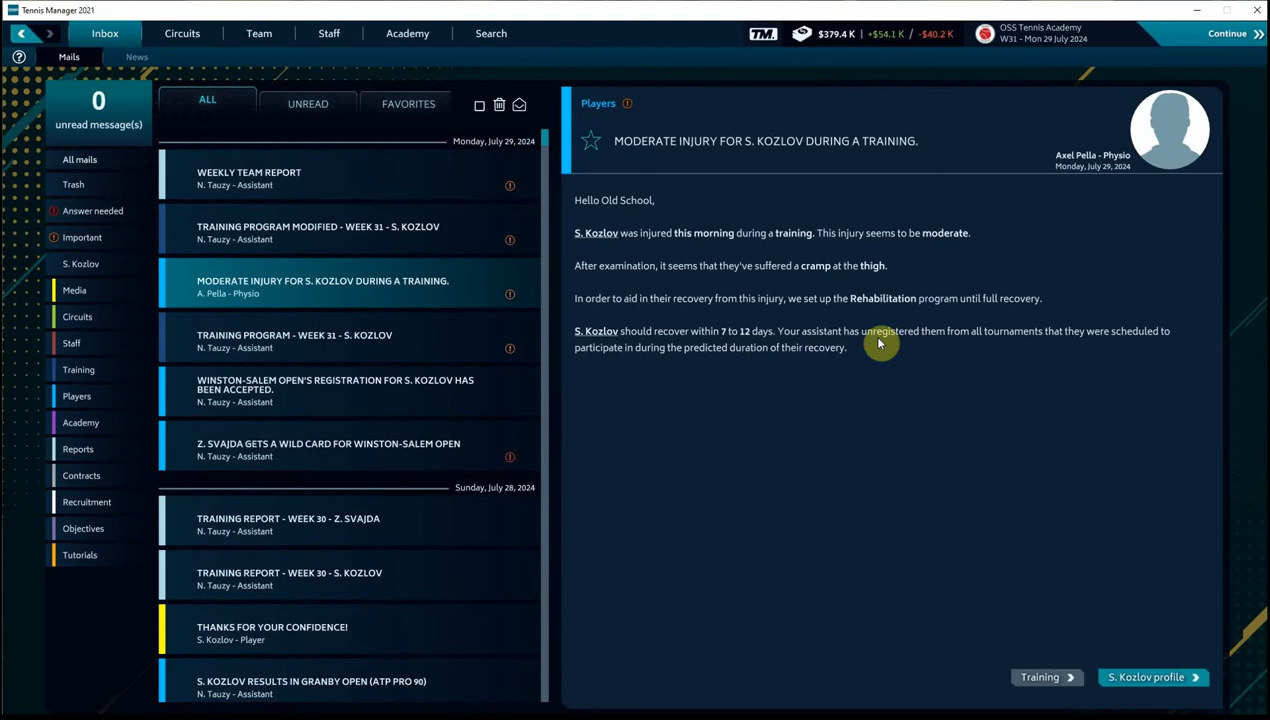 Tennis Manager 2021
Inbox
Circuits
Team
Staff
Academy
Search
TM.
$379.4 K
+$54.1 K
/
-$40.2 K
OSS Tennis Academy
W31 - Mon 29 July 2024
Continue
?
Mails
News
0
unread message(s)
All mails
Trash
Answer needed
Important
S. Kozlov
Media
Circuits
Staff
Training
Players
Academy
Reports
Contracts
Recruitment
Objectives
Tutorials
ALL
UNREAD
FAVORITES
Monday, July 29, 2024
WEEKLY TEAM REPORT
N. Tauzy - Assistant
TRAINING PROGRAM MODIFIED - WEEK 31 - S. KOZLOV
N. Tauzy - Assistant
MODERATE INJURY FOR S. KOZLOV DURING A TRAINING.
A. Pella - Physio
TRAINING PROGRAM - WEEK 31 - S. KOZLOV
N. Tauzy - Assistant
WINSTON-SALEM OPEN'S REGISTRATION FOR S. KOZLOV HAS
BEEN ACCEPTED.
N. Tauzy - Assistant
Z. SVAJDA GETS A WILD CARD FOR WINSTON-SALEM OPEN
N. Tauzy - Assistant
Sunday, July 28, 2024
TRAINING REPORT - WEEK 30 - Z. SVAJDA
N. Tauzy - Assistant
TRAINING REPORT - WEEK 30 - S. KOZLOV
N. Tauzy - Assistant
THANKS FOR YOUR CONFIDENCE!
S. Kozlov - Player
S. KOZLOV RESULTS IN GRANBY OPEN (ATP PRO 90)
N. Tauzy - Assistant
Players
MODERATE INJURY FOR S. KOZLOV DURING A TRAINING.
Axel Pella - Physio
Monday, July 29, 2024
Hello Old School,
S. Kozlov was injured this morning during a training. This injury seems to be moderate.
After examination, it seems that they've suffered a cramp at the thigh.
In order to aid in their recovery from this injury, we set up the Rehabilitation program until full recovery.
S. Kozlov should recover within 7 to 12 days. Your assistant has unregistered them from all tournaments that they were scheduled to
participate in during the predicted duration of their recovery.
Training
S. Kozlov profile